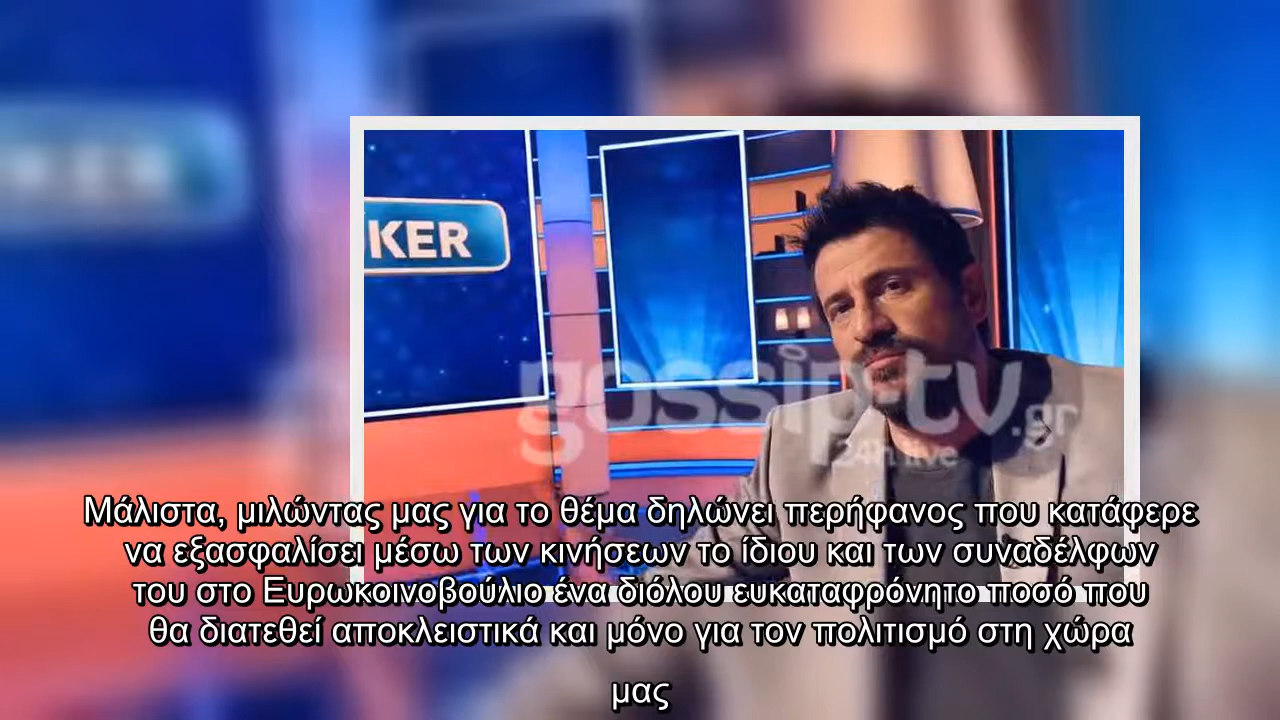 KER
gossip-tv.gr
24h live
Μάλιστα, μιλώντας μας για το θέμα δηλώνει περήφανος που κατάφερε
να εξασφαλίσει μέσω των κινήσεων το ίδιου και των συναδέλφων
του στο Ευρωκοινοβούλιο ένα διόλου ευκαταφρόνητο ποσό που
θα διατεθεί αποκλειστικά και μόνο για τον πολιτισμό στη χώρα
μας